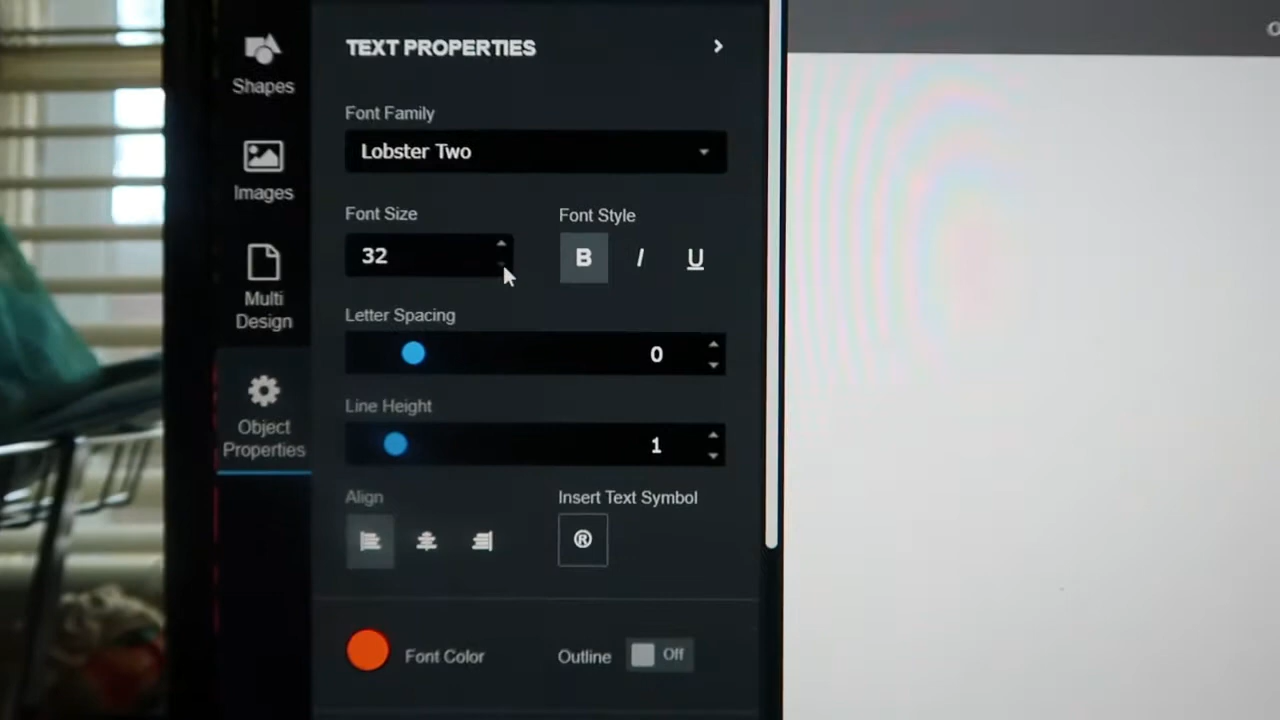 Shapes
Images
Multi
Design
Object
Properties
TEXT PROPERTIES
Font Family
Lobster Two
Font Size
Font Style
32
B I U
Letter Spacing
0
Line Height
1
Align
Insert Text Symbol
®
Font Color
Outline
Off